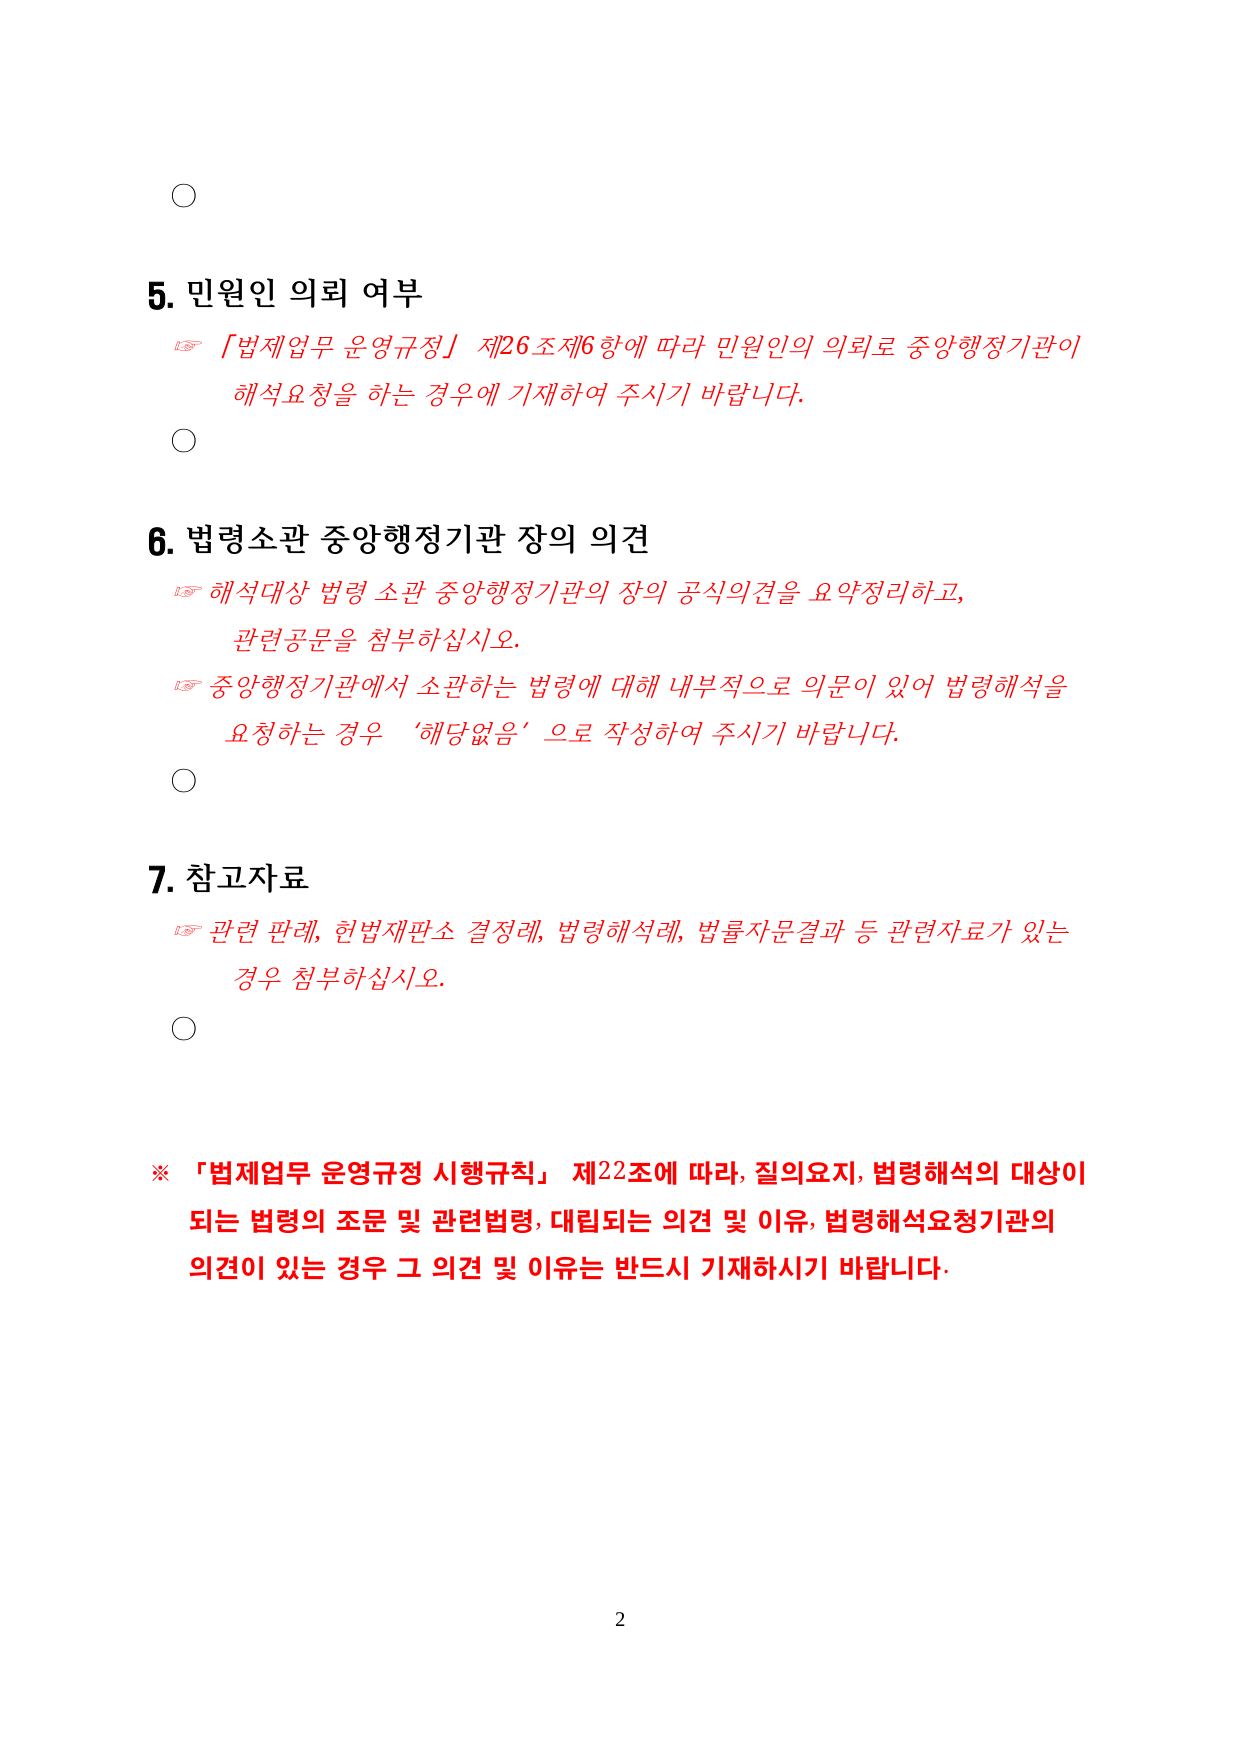 ○
5. 민원인 의뢰 여부
☞ 「법제업무 운영규정」 제26조제6항에 따라 민원인의 의뢰로 중앙행정기관이
해석요청을 하는 경우에 기재하여 주시기 바랍니다.
○
6. 법령소관 중앙행정기관 장의 의견
☞ 해석대상 법령 소관 중앙행정기관의 장의 공식의견을 요약정리하고,
관련공문을 첨부하십시오.
☞ 중앙행정기관에서 소관하는 법령에 대해 내부적으로 의문이 있어 법령해석을
요청하는 경우 ‘해당없음’으로 작성하여 주시기 바랍니다.
○
7. 참고자료
☞ 관련 판례, 헌법재판소 결정례, 법령해석례, 법률자문결과 등 관련자료가 있는
경우 첨부하십시오.
○
※ 「법제업무 운영규정 시행규칙」 제22조에 따라, 질의요지, 법령해석의 대상이
되는 법령의 조문 및 관련법령, 대립되는 의견 및 이유, 법령해석요청기관의
의견이 있는 경우 그 의견 및 이유는 반드시 기재하시기 바랍니다.
2